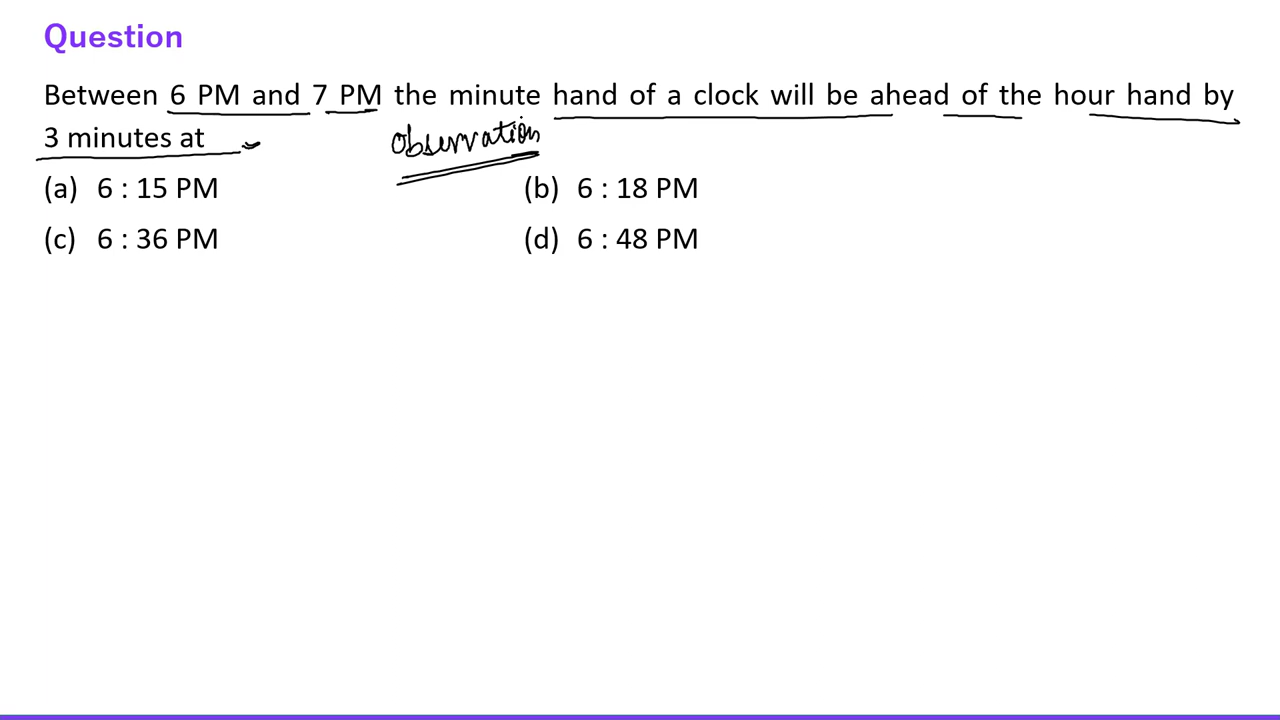 Question
Between 6 PM and 7 PM the minute hand of a clock will be ahead of the hour hand by
3 minutes at
observation
(a) 6 : 15 PM (b) 6 : 18 PM
(c) 6 : 36 PM (d) 6 : 48 PM